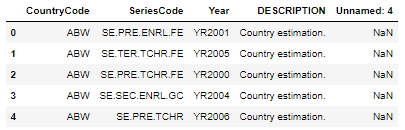 CountryCode SeriesCode Year DESCRIPTION Unnamed: 4
0 ABW SE.PRE.ENRL.FE YR2001 Country estimation. NaN
1 ABW SE.TER.TCHR.FE YR2005 Country estimation. NaN
2 ABW SE.PRE.TCHR.FE YR2000 Country estimation. NaN
3 ABW SE.SEC.ENRL.GC YR2004 Country estimation. NaN
4 ABW SE.PRE.TCHR YR2006 Country estimation. NaN